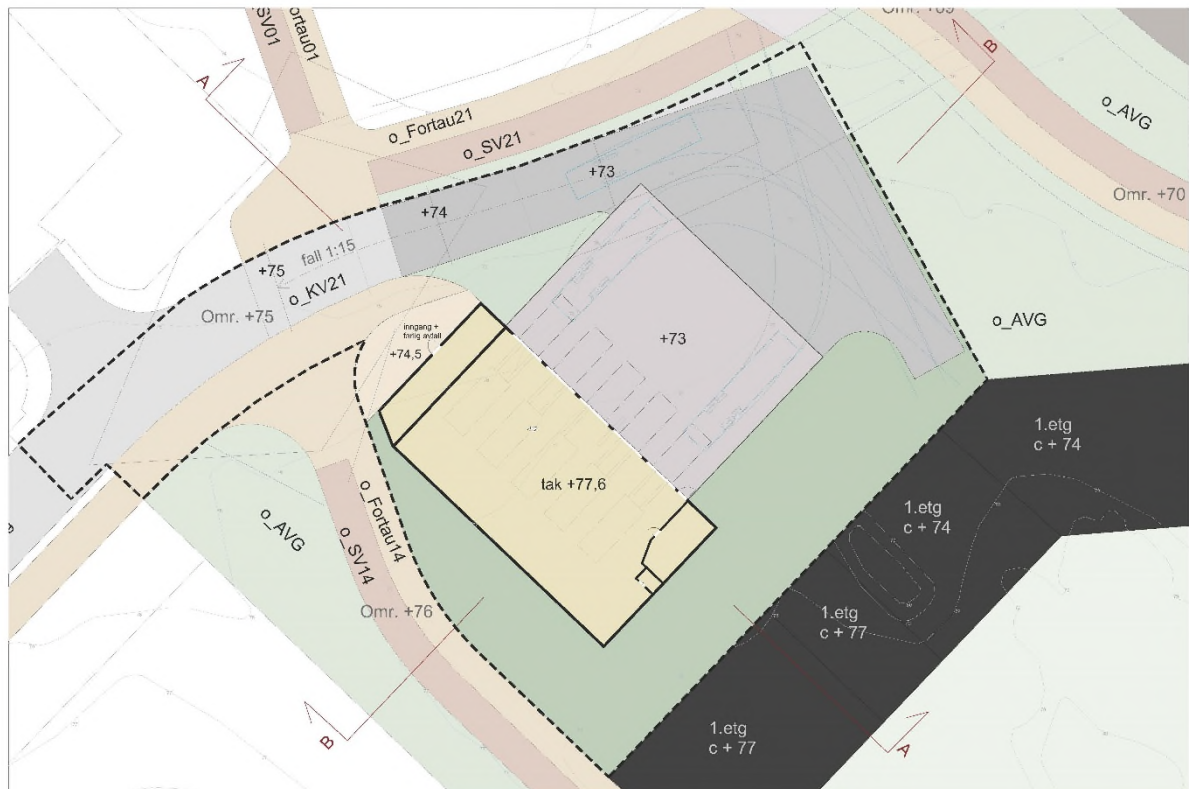 SV01
Fortau01
Omr. +69
A
B
o_Fortau21
o_SV21
o_AVG
+73
Omr. +70
+74
fall 1:15
+75
o_KV21
Omr. +75
inngang +
forlig avfall
+74,5
+73
o_AVG
1.etg
c + 74
tak +77,6
1.etg
c + 74
o_Fortau14
o_AVG
o_SV14
Omr. +76
1.etg
c + 77
1.etg
c + 77
B
A